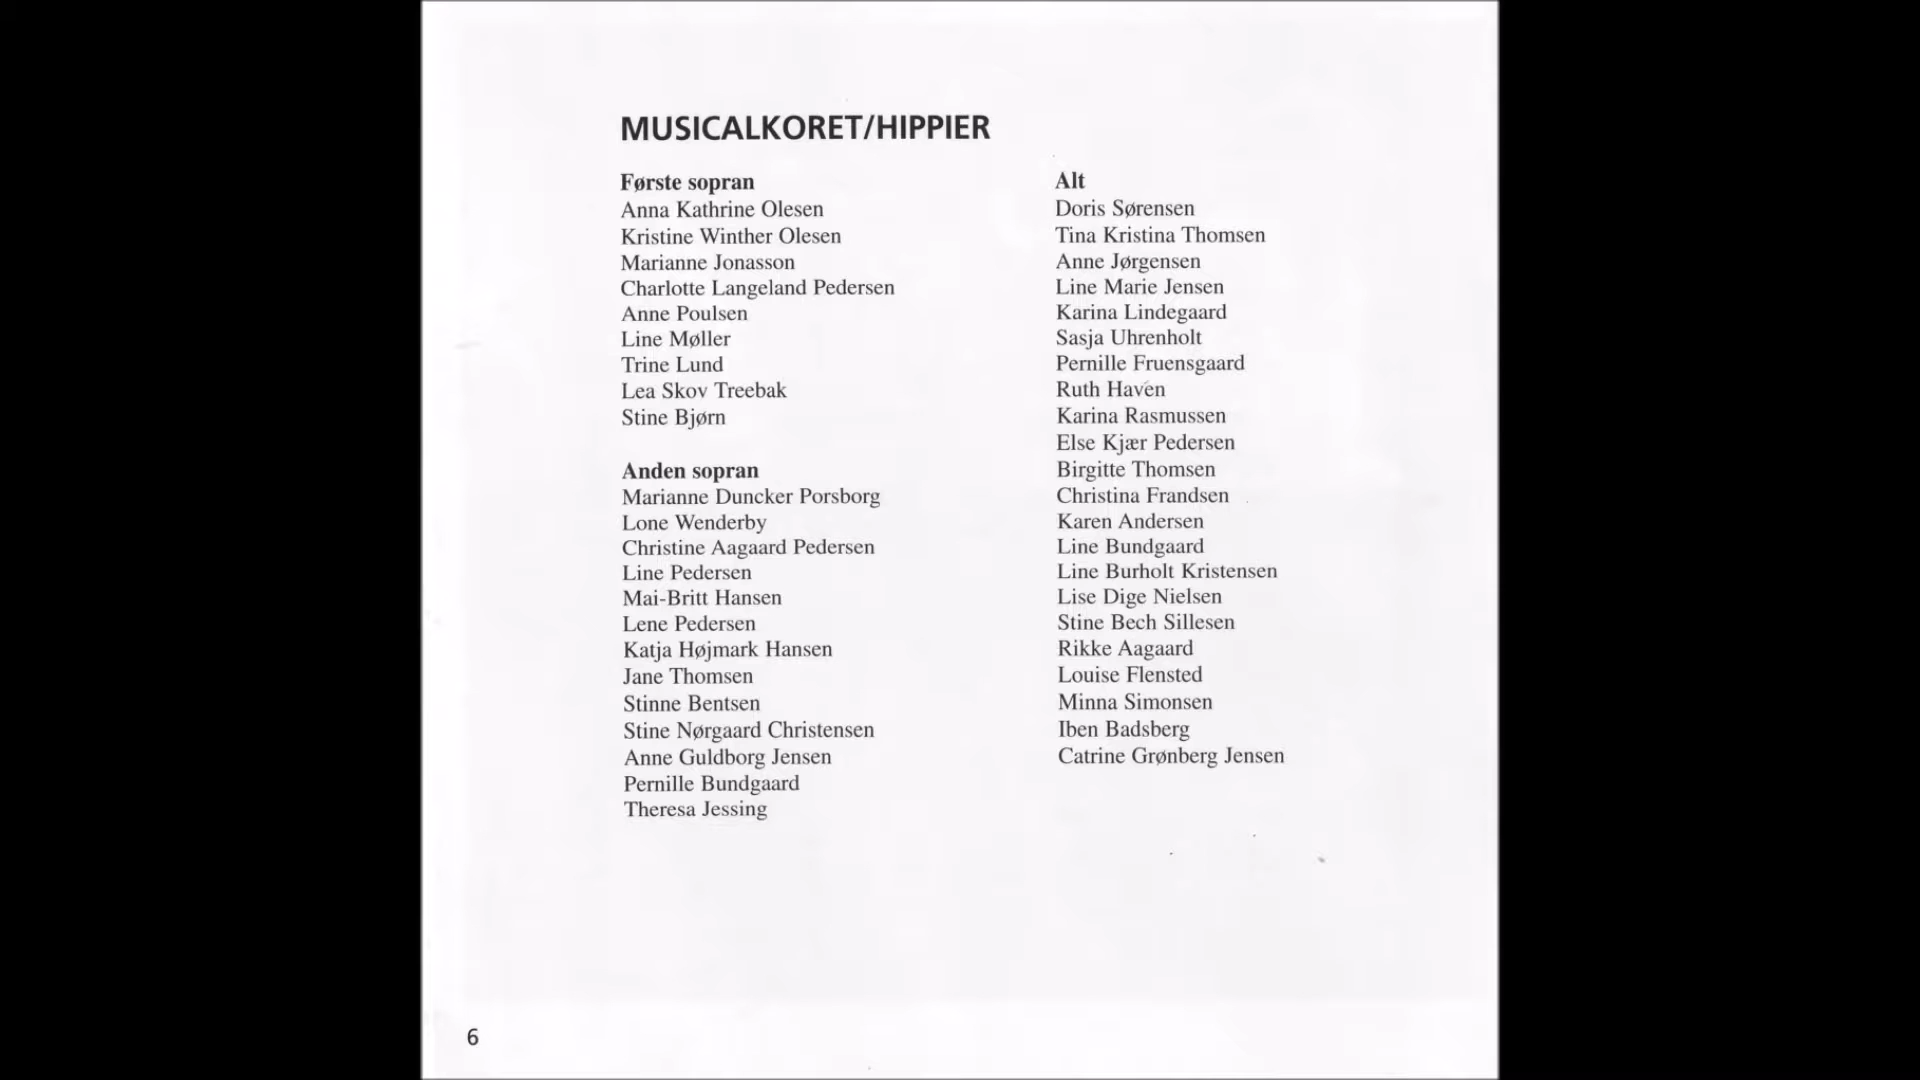 MUSICALKORET/HIPPIER
Første sopran
Anna Kathrine Olesen
Kristine Winther Olesen
Marianne Jonasson
Charlotte Langeland Pedersen
Anne Poulsen
Line Møller
Trine Lund
Lea Skov Treebak
Stine Bjørn
Anden sopran
Marianne Duncker Porsborg
Lone Wenderby
Christine Aagaard Pedersen
Line Pedersen
Mai-Britt Hansen
Lene Pedersen
Katja Højmark Hansen
Jane Thomsen
Stinne Bentsen
Stine Nørgaard Christensen
Anne Guldborg Jensen
Pernille Bundgaard
Theresa Jessing
Alt
Doris Sørensen
Tina Kristina Thomsen
Anne Jørgensen
Line Marie Jensen
Karina Lindegaard
Sasja Uhrenholt
Pernille Fruensgaard
Ruth Haven
Karina Rasmussen
Else Kjær Pedersen
Birgitte Thomsen
Christina Frandsen
Karen Andersen
Line Bundgaard
Line Burholt Kristensen
Lise Dige Nielsen
Stine Bech Sillesen
Rikke Aagaard
Louise Flensted
Minna Simonsen
Iben Badsberg
Catrine Grønberg Jensen
6